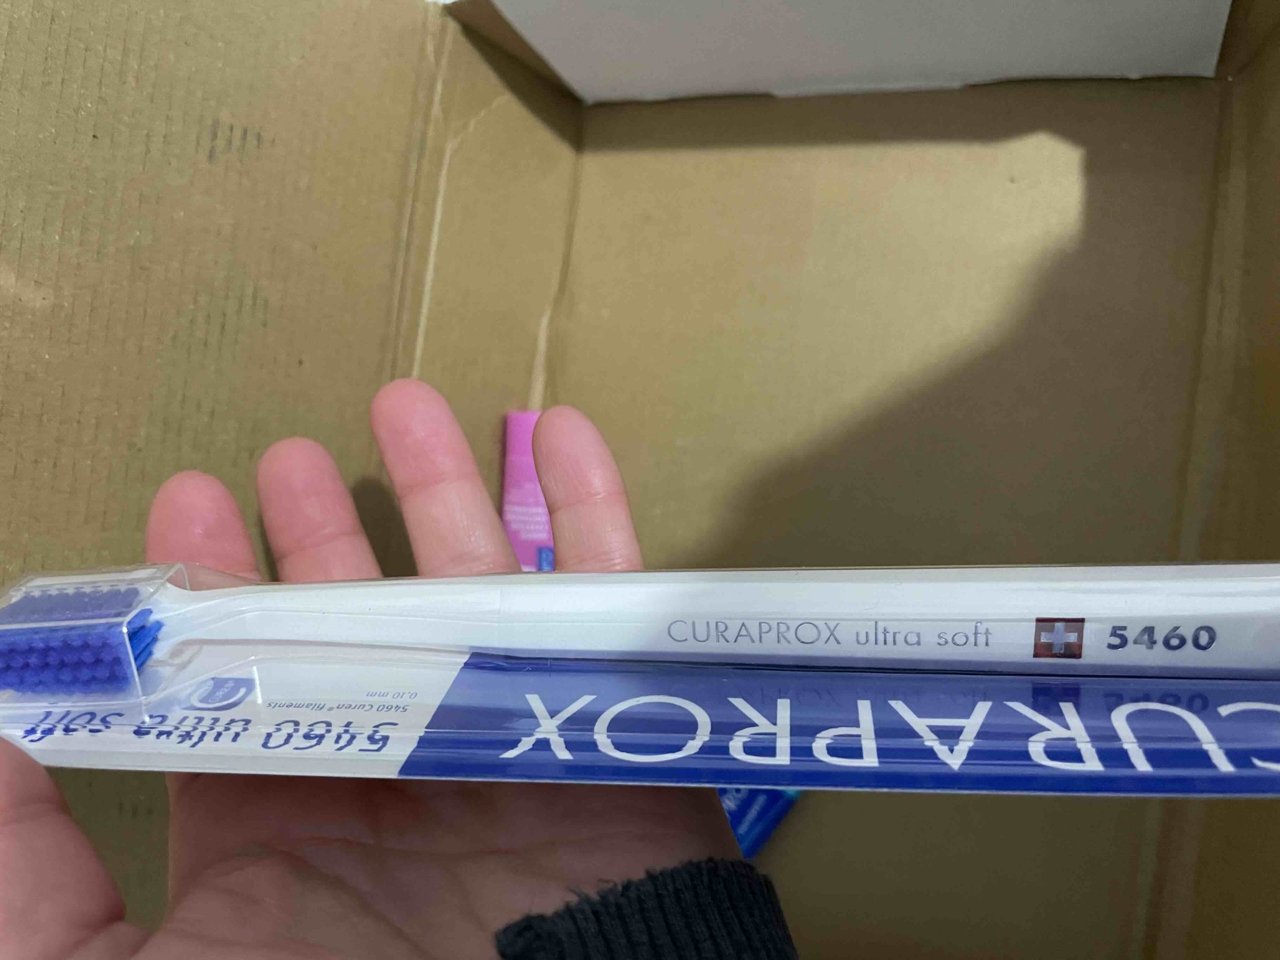 CURAPROX ultra soft 5460
5460 ultra soft
5460 Curen® filaments
0.10 mm
CURAPROX